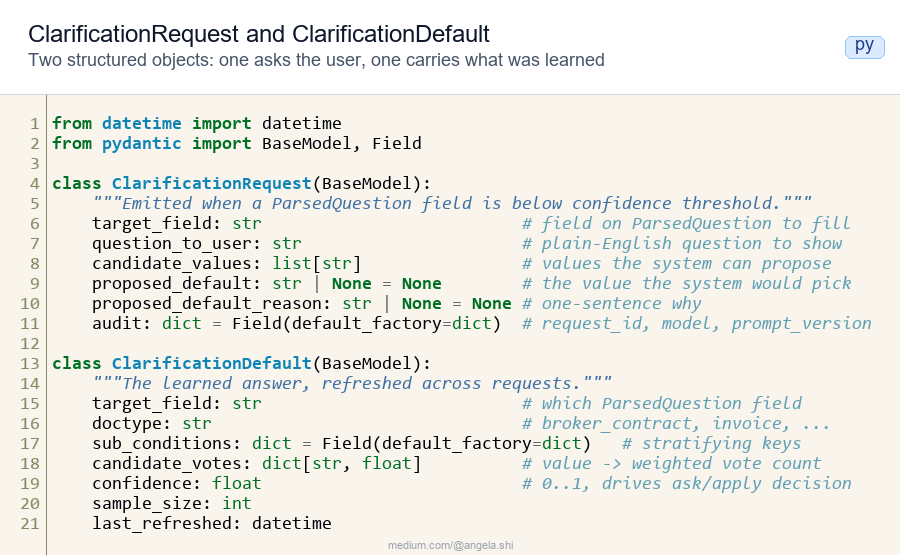 ClarificationRequest and ClarificationDefault
Two structured objects: one asks the user, one carries what was learned
py
1 from datetime import datetime
2 from pydantic import BaseModel, Field
3
4 class ClarificationRequest(BaseModel):
5     """Emitted when a ParsedQuestion field is below confidence threshold."""
6     target_field: str                          # field on ParsedQuestion to fill
7     question_to_user: str                      # plain-English question to show
8     candidate_values: list[str]                # values the system can propose
9     proposed_default: str | None = None        # the value the system would pick
10     proposed_default_reason: str | None = None # one-sentence why
11     audit: dict = Field(default_factory=dict)  # request_id, model, prompt_version
12
13 class ClarificationDefault(BaseModel):
14     """The learned answer, refreshed across requests."""
15     target_field: str                          # which ParsedQuestion field
16     doctype: str                               # broker_contract, invoice, ...
17     sub_conditions: dict = Field(default_factory=dict)   # stratifying keys
18     candidate_votes: dict[str, float]          # value -> weighted vote count
19     confidence: float                          # 0..1, drives ask/apply decision
20     sample_size: int
21     last_refreshed: datetime
medium.com/@angela.shi